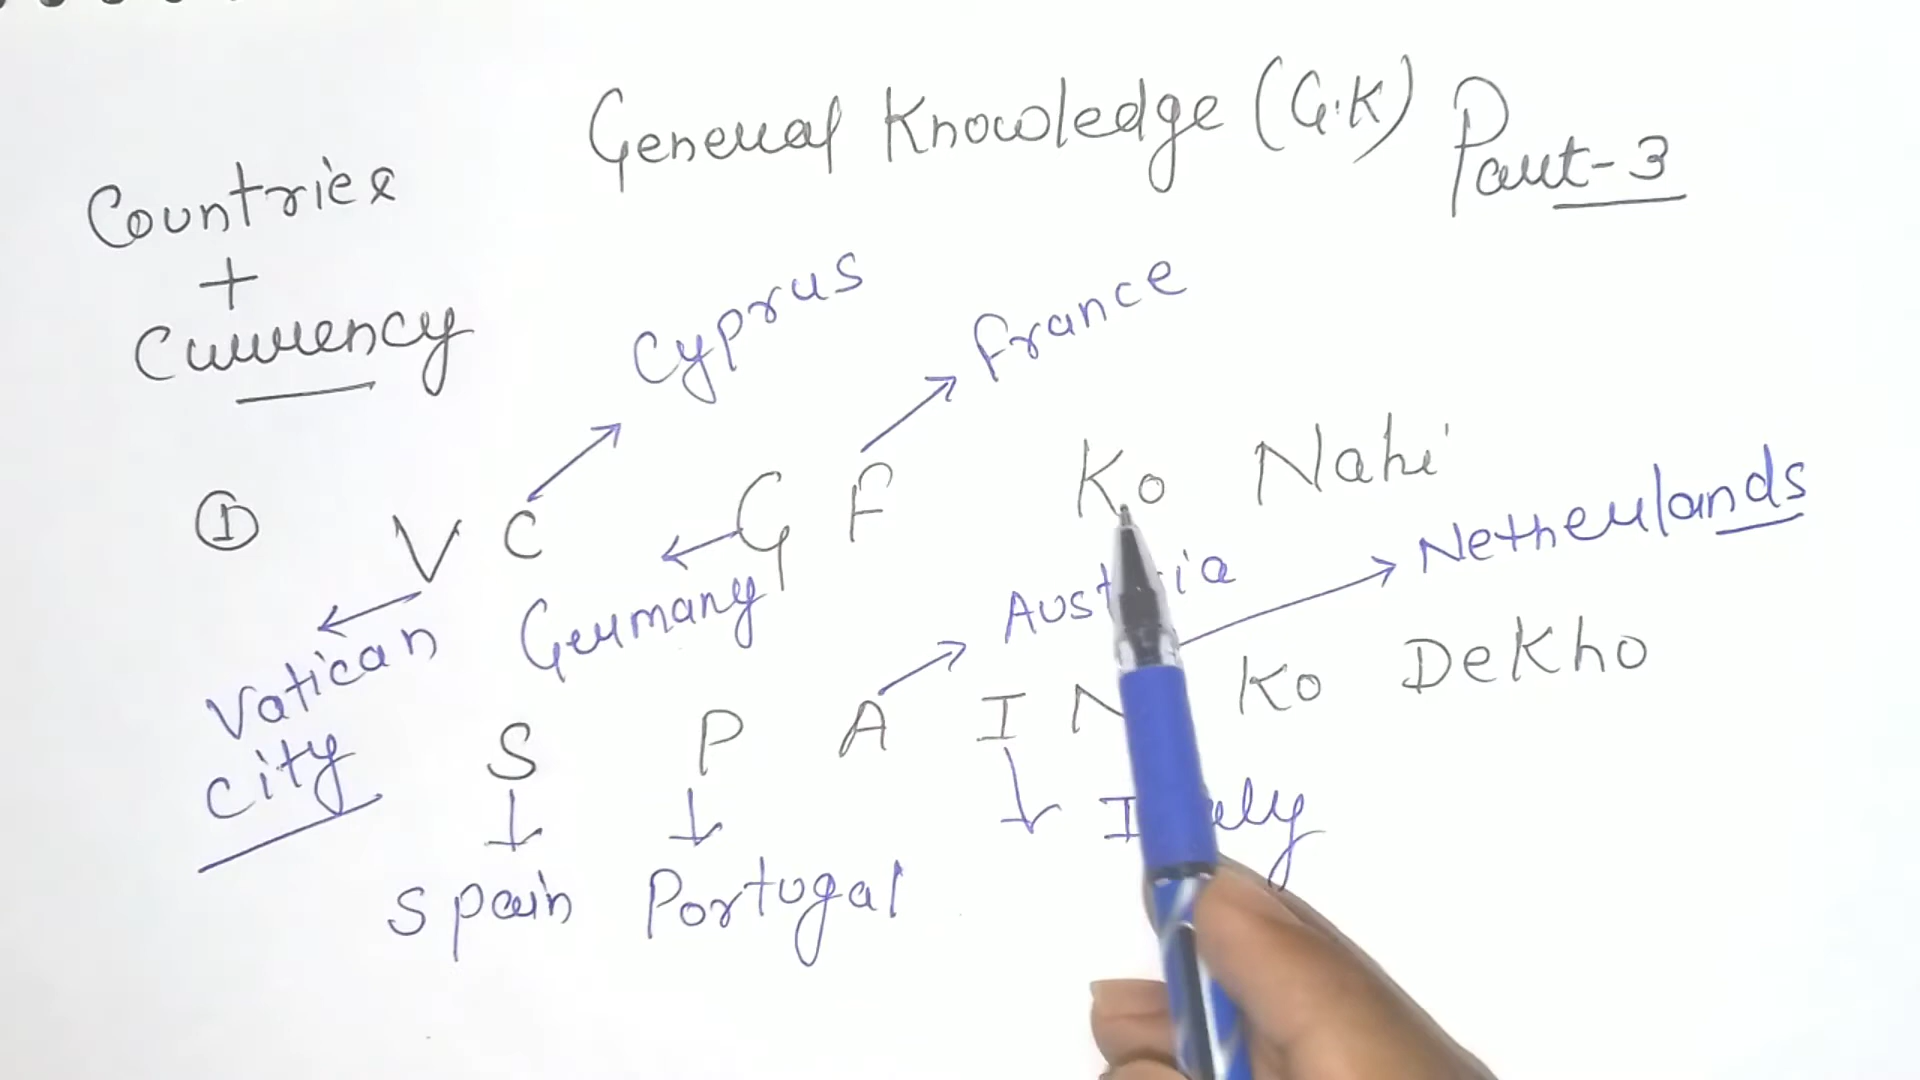 General Knowledge (G.K) Part-3
Countries
+
Currency
Cyprus
France
① V C G F Ko Nahi
Vatican
City
Germany
Austria
Netherlands
S P A I N Ko Dekho
Spain
Portugal